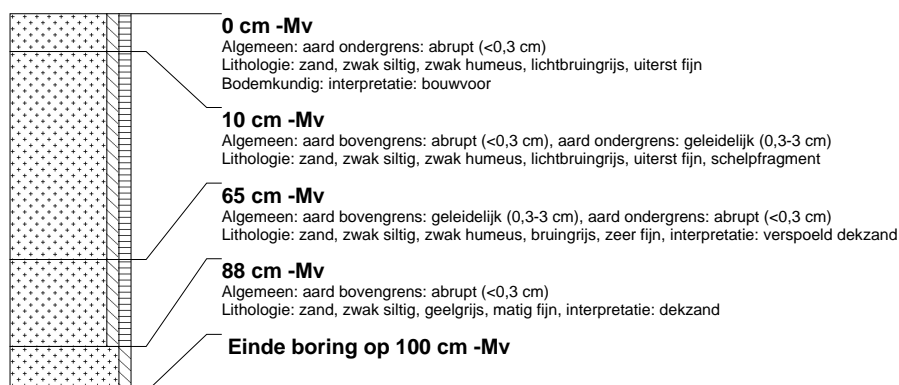 0 cm -Mv
Algemeen: aard ondergrens: abrupt (<0,3 cm)
Lithologie: zand, zwak siltig, zwak humeus, lichtbruingrijs, uiterst fijn
Bodemkundig: interpretatie: bouwvoor
10 cm -Mv
Algemeen: aard bovengrens: abrupt (<0,3 cm), aard ondergrens: geleidelijk (0,3-3 cm)
Lithologie: zand, zwak siltig, zwak humeus, lichtbruingrijs, uiterst fijn, schelpfragment
65 cm -Mv
Algemeen: aard bovengrens: geleidelijk (0,3-3 cm), aard ondergrens: abrupt (<0,3 cm)
Lithologie: zand, zwak siltig, zwak humeus, bruingrijs, zeer fijn, interpretatie: verspoeld dekzand
88 cm -Mv
Algemeen: aard bovengrens: abrupt (<0,3 cm)
Lithologie: zand, zwak siltig, geelgrijs, matig fijn, interpretatie: dekzand
Einde boring op 100 cm -Mv